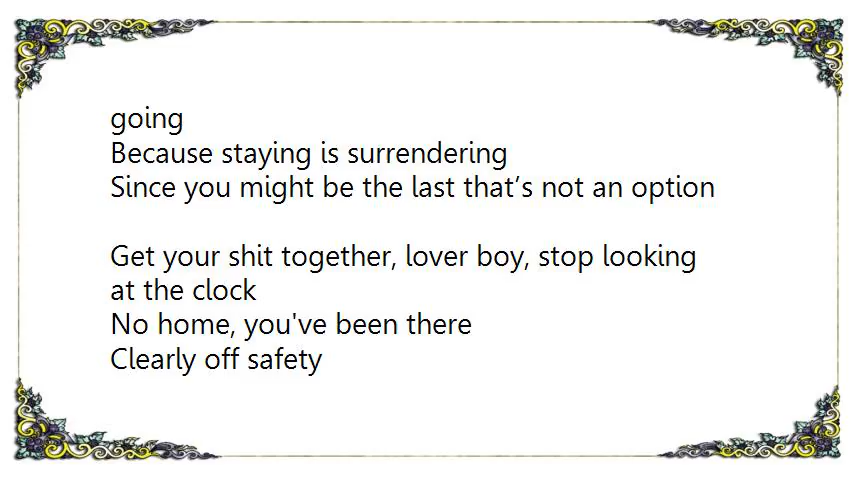 going
Because staying is surrendering
Since you might be the last that’s not an option
Get your shit together, lover boy, stop looking
at the clock
No home, you've been there
Clearly off safety